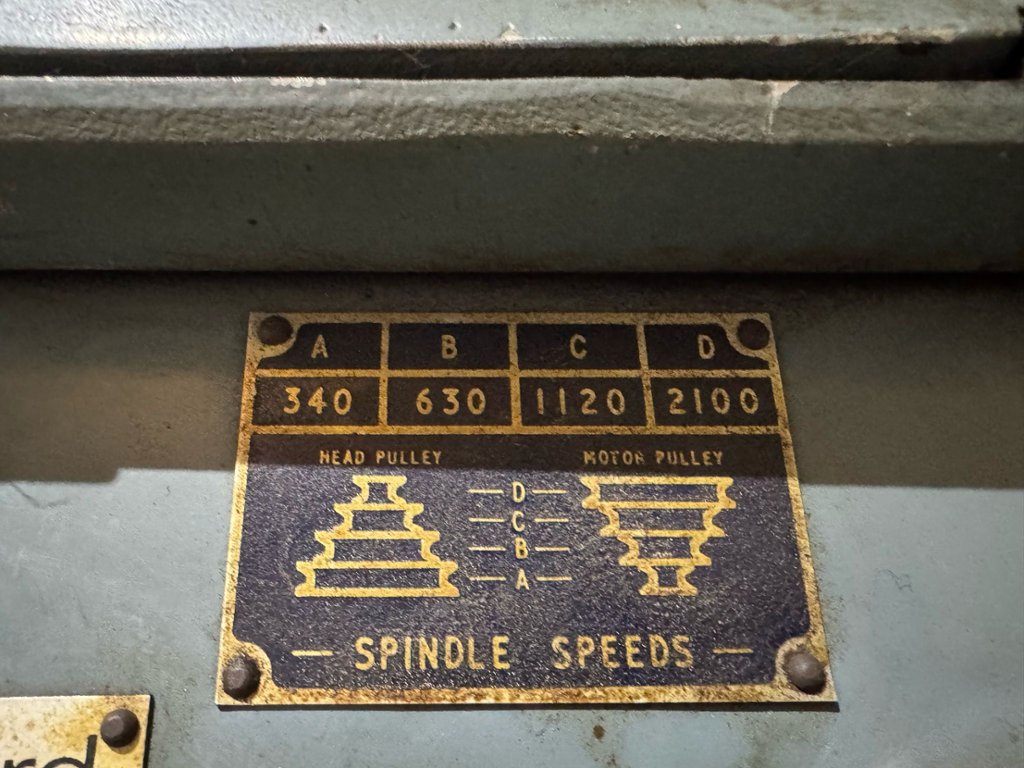 A B C D
340 630 1120 2100
HEAD PULLEY MOTOR PULLEY
D
C
B
A
SPINDLE SPEEDS